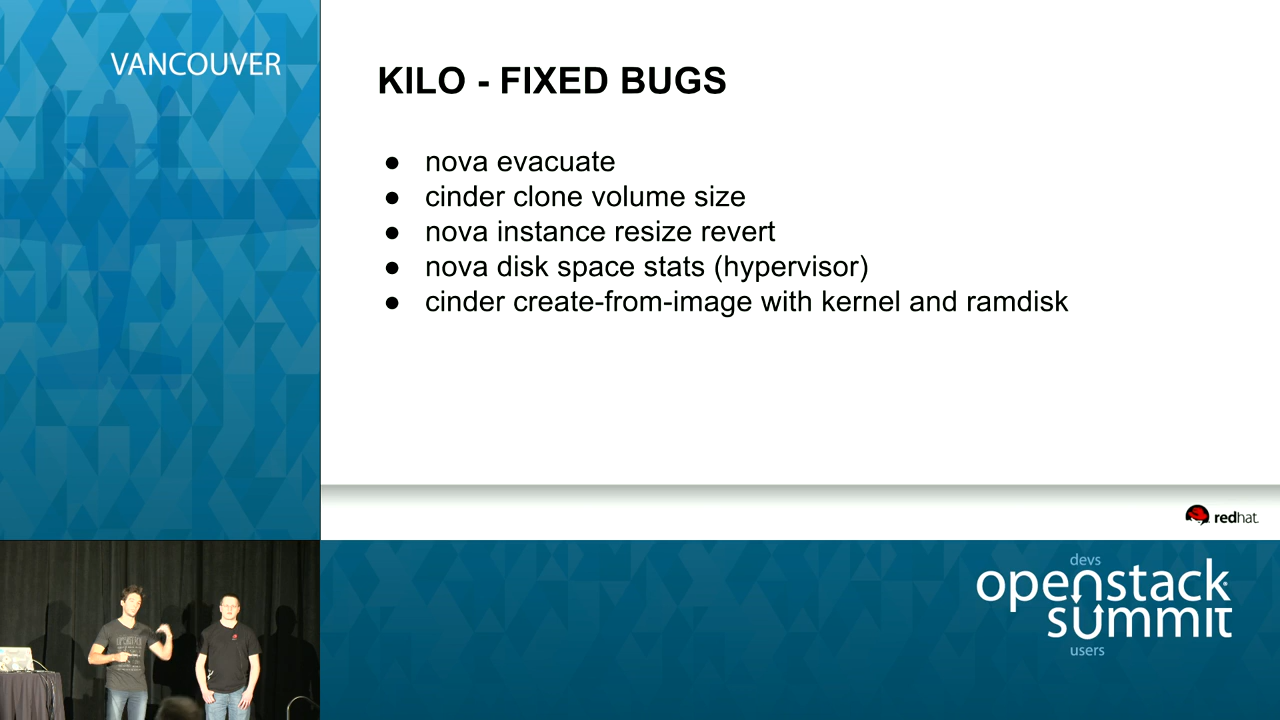 VANCOUVER
KILO - FIXED BUGS
● nova evacuate
● cinder clone volume size
● nova instance resize revert
● nova disk space stats (hypervisor)
● cinder create-from-image with kernel and ramdisk
redhat.
devs
openstack
summit
users